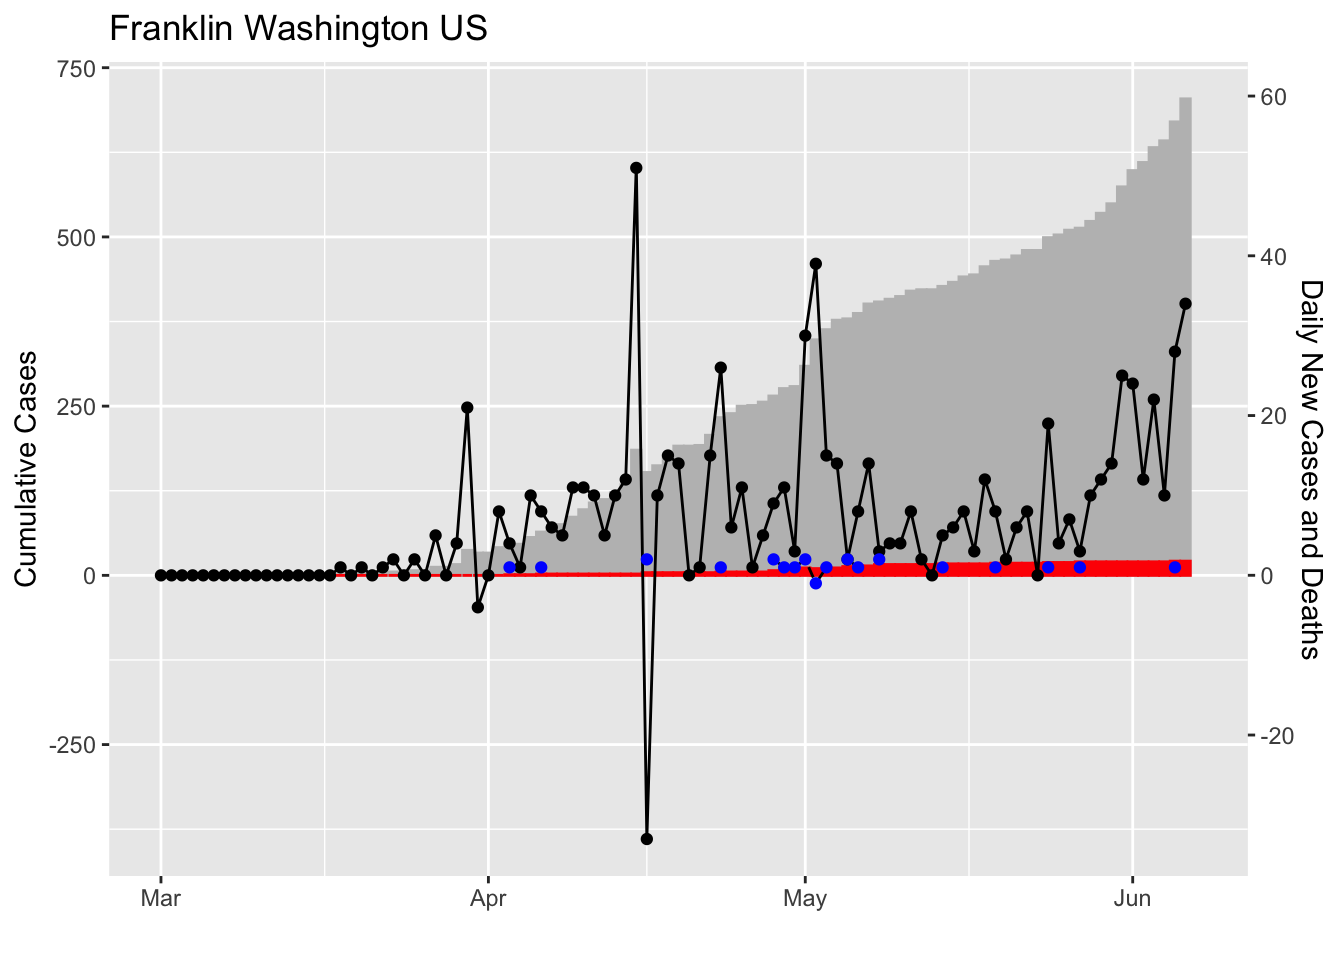 Franklin Washington US
750
500
250
0
-250
Cumulative Cases
60
40
20
0
-20
Daily New Cases and Deaths
Mar
Apr
May
Jun